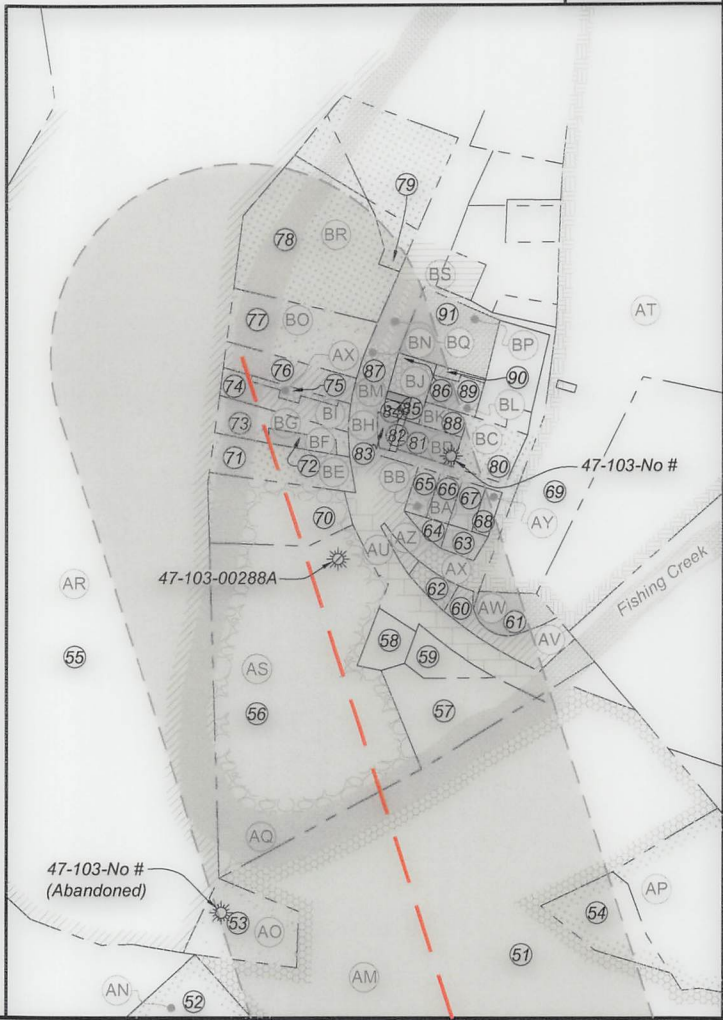 79
78
BR
BS
91
AT
77
BO
BN
BQ
BP
AX
76
87
90
74
75
BM
BJ
86
89
BL
BI
84
85
BK
88
73
BG
BH
BF
82
81
BD
BC
71
72
BE
83
80
47-103-No #
BB
65
66
67
69
BA
68
AY
70
64
63
AZ
AU
47-103-00288A
AX
AR
62
60
AW
61
Fishing Creek
58
AV
55
59
AS
56
57
AQ
47-103-No #
(Abandoned)
AP
53
54
AO
51
AM
AN
52